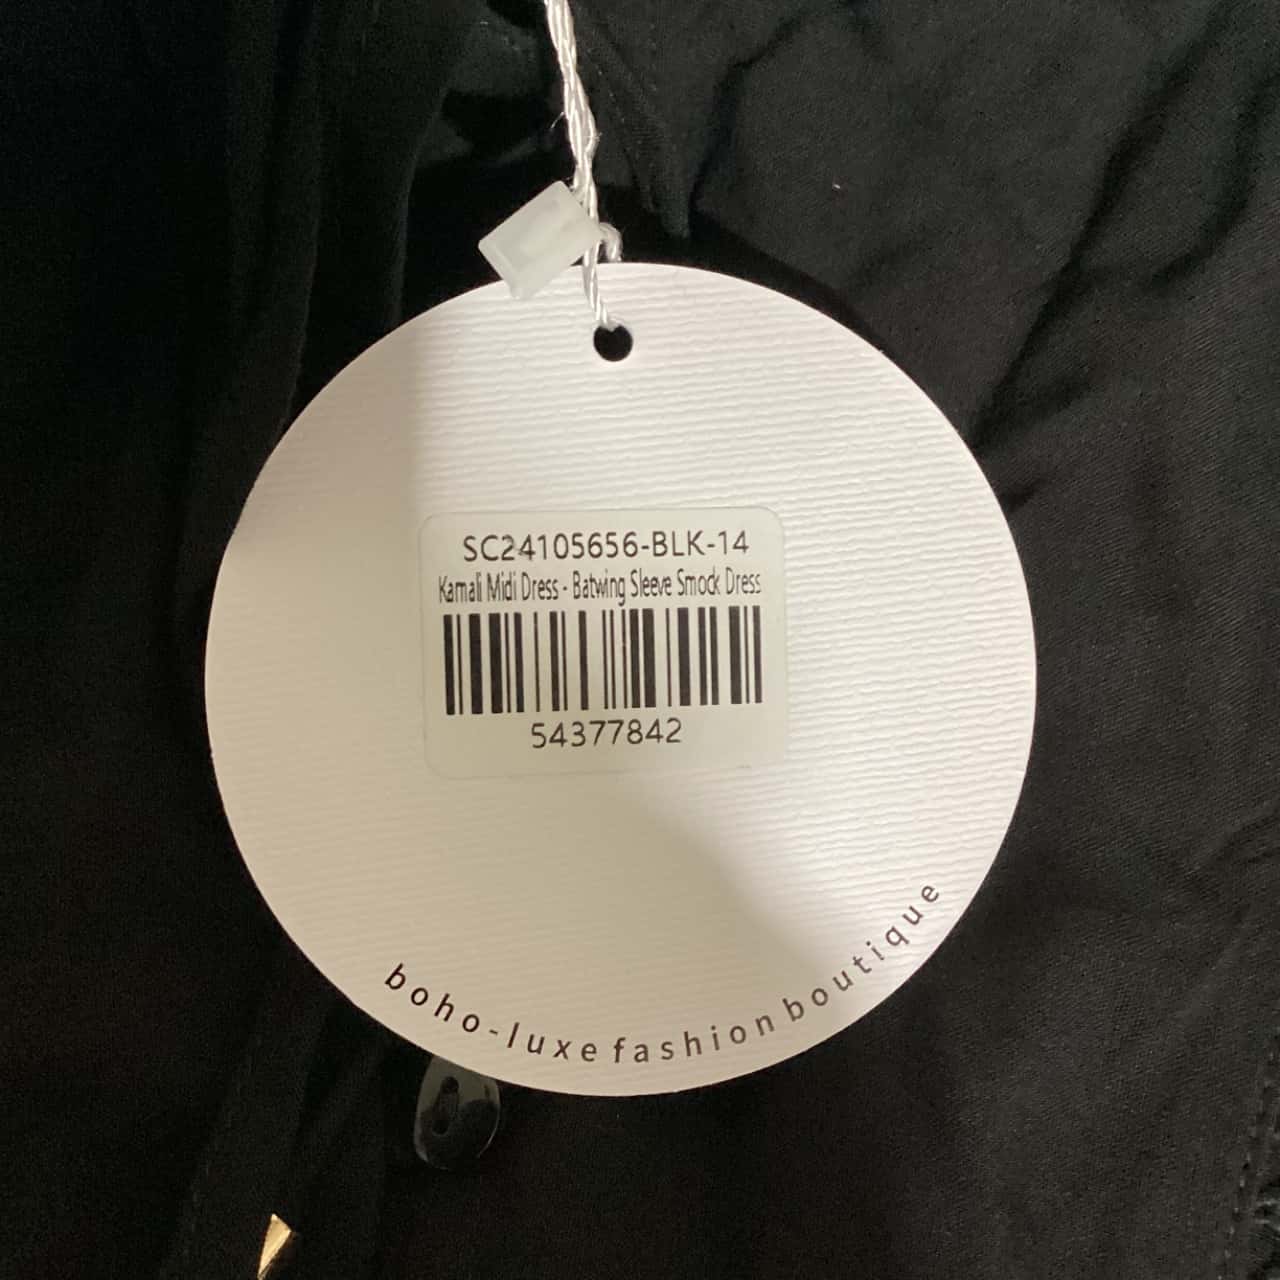 SC24105656-BLK-14
Kamali Midi Dress - Batwing Sleeve Smock Dress
54377842
boho-luxe fashion boutique